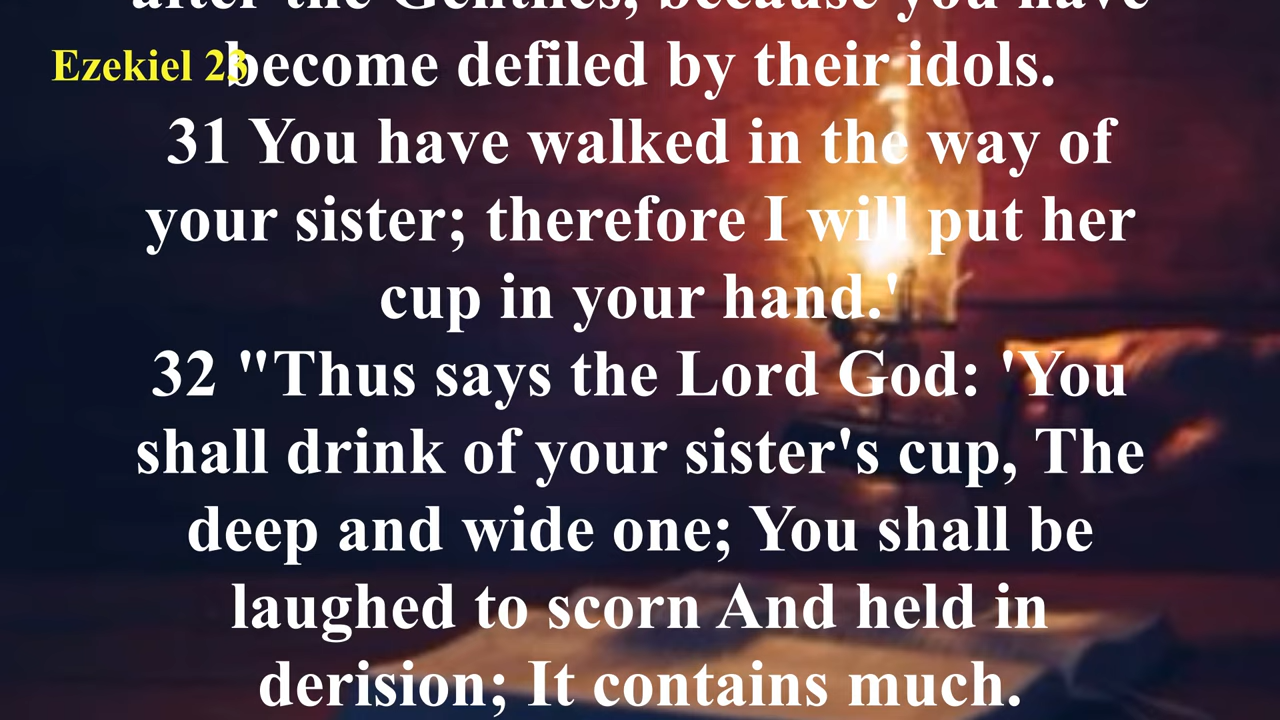 after the Gentiles, because you have
Ezekiel 23
become defiled by their idols.
31 You have walked in the way of
your sister; therefore I will put her
cup in your hand.'
32 "Thus says the Lord God: 'You
shall drink of your sister's cup, The
deep and wide one; You shall be
laughed to scorn And held in
derision; It contains much.